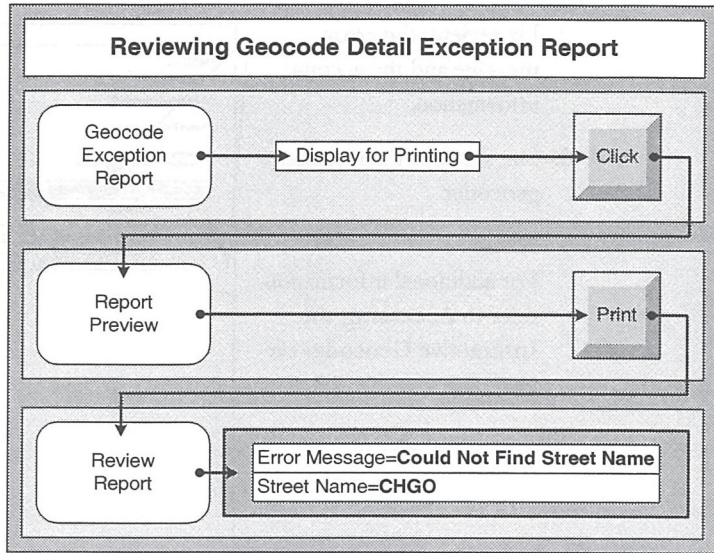 Reviewing Geocode Detail Exception Report
Geocode
Exception
Report
Display for Printing
Click
Report
Preview
Print
Review
Report
Error Message=Could Not Find Street Name
Street Name=CHGO